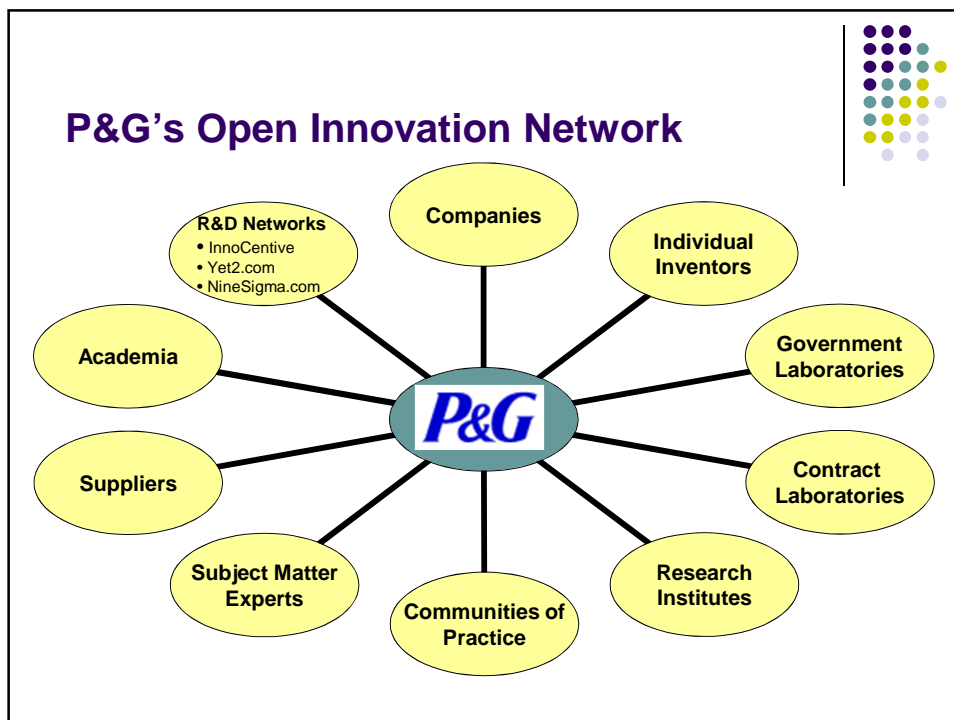 P&G's Open Innovation Network
Companies
R&D Networks
• InnoCentive
• Yet2.com
• NineSigma.com
Individual
Inventors
Academia
Government
Laboratories
P&G
Suppliers
Contract
Laboratories
Subject Matter
Experts
Research
Institutes
Communities of
Practice